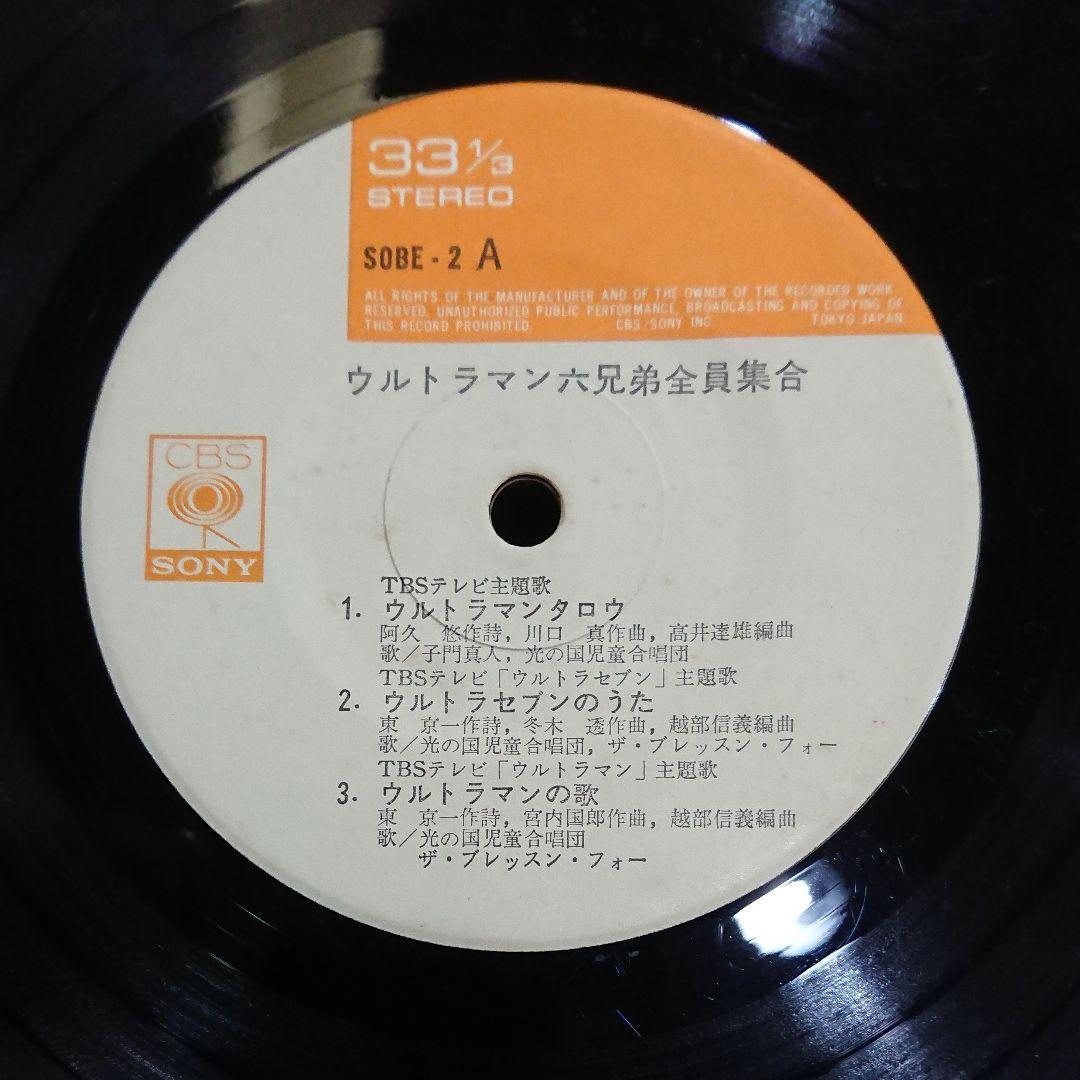 33 1/3
STEREO
SOBE - 2 A
ALL RIGHTS OF THE MANUFACTURER AND OF THE OWNER OF THE RECORDED WORK
RESERVED, UNAUTHORIZED PUBLIC PERFORMANCE, BROADCASTING AND COPYING OF
THIS RECORD PROHIBITED. CBS/SONY INC. TOKYO JAPAN.
ウルトラマン六兄弟全員集合
CBS
SONY
TBSテレビ主題歌
1. ウルトラマンタロウ
阿久 悠作詩, 川口 真作曲, 高井達雄編曲
歌／子門真人, 光の国児童合唱団
TBSテレビ「ウルトラセブン」主題歌
2. ウルトラセブンのうた
東 京一作詩, 冬木 透作曲, 越部信義編曲
歌／光の国児童合唱団, ザ・ブレッスン・フォー
TBSテレビ「ウルトラマン」主題歌
3. ウルトラマンの歌
東 京一作詩, 宮内国郎作曲, 越部信義編曲
歌／光の国児童合唱団
ザ・ブレッスン・フォー